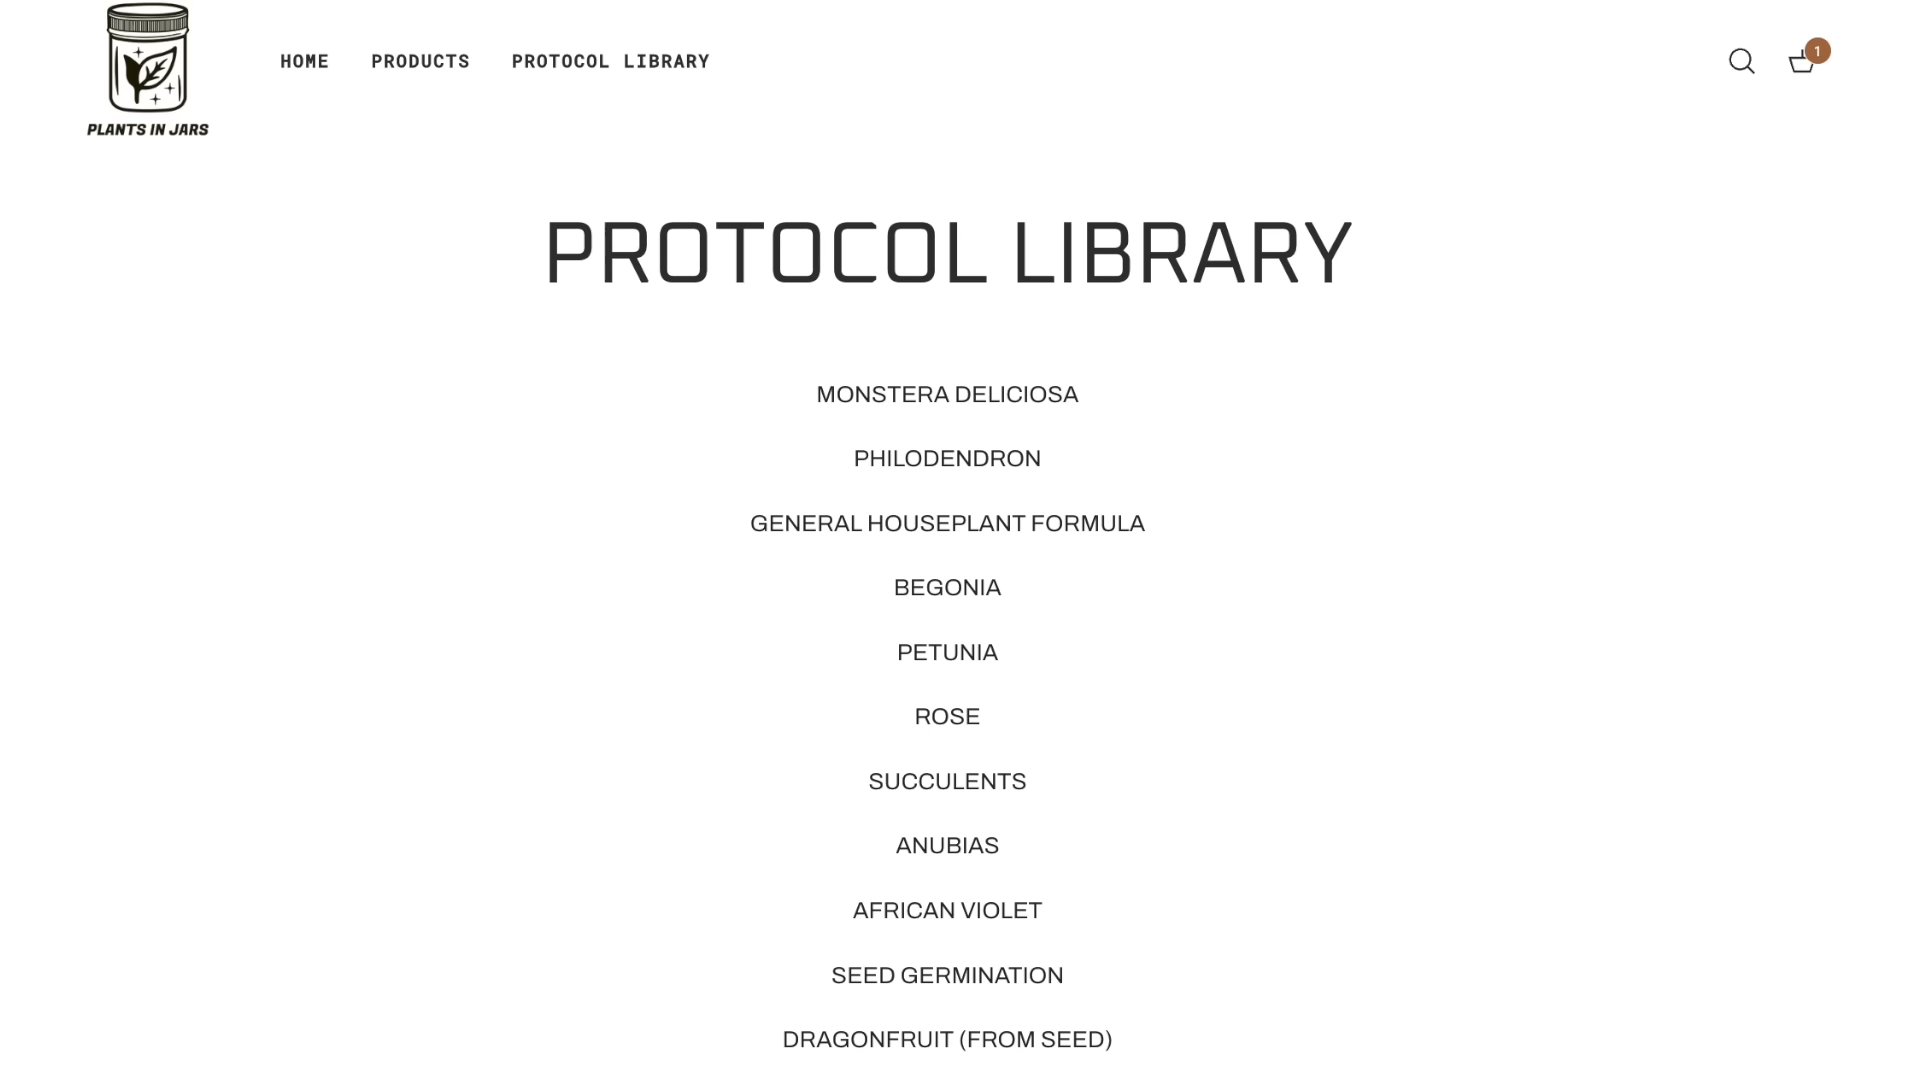 PLANTS IN JARS
HOME
PRODUCTS
PROTOCOL LIBRARY
1
PROTOCOL LIBRARY
MONSTERA DELICIOSA
PHILODENDRON
GENERAL HOUSEPLANT FORMULA
BEGONIA
PETUNIA
ROSE
SUCCULENTS
ANUBIAS
AFRICAN VIOLET
SEED GERMINATION
DRAGONFRUIT (FROM SEED)